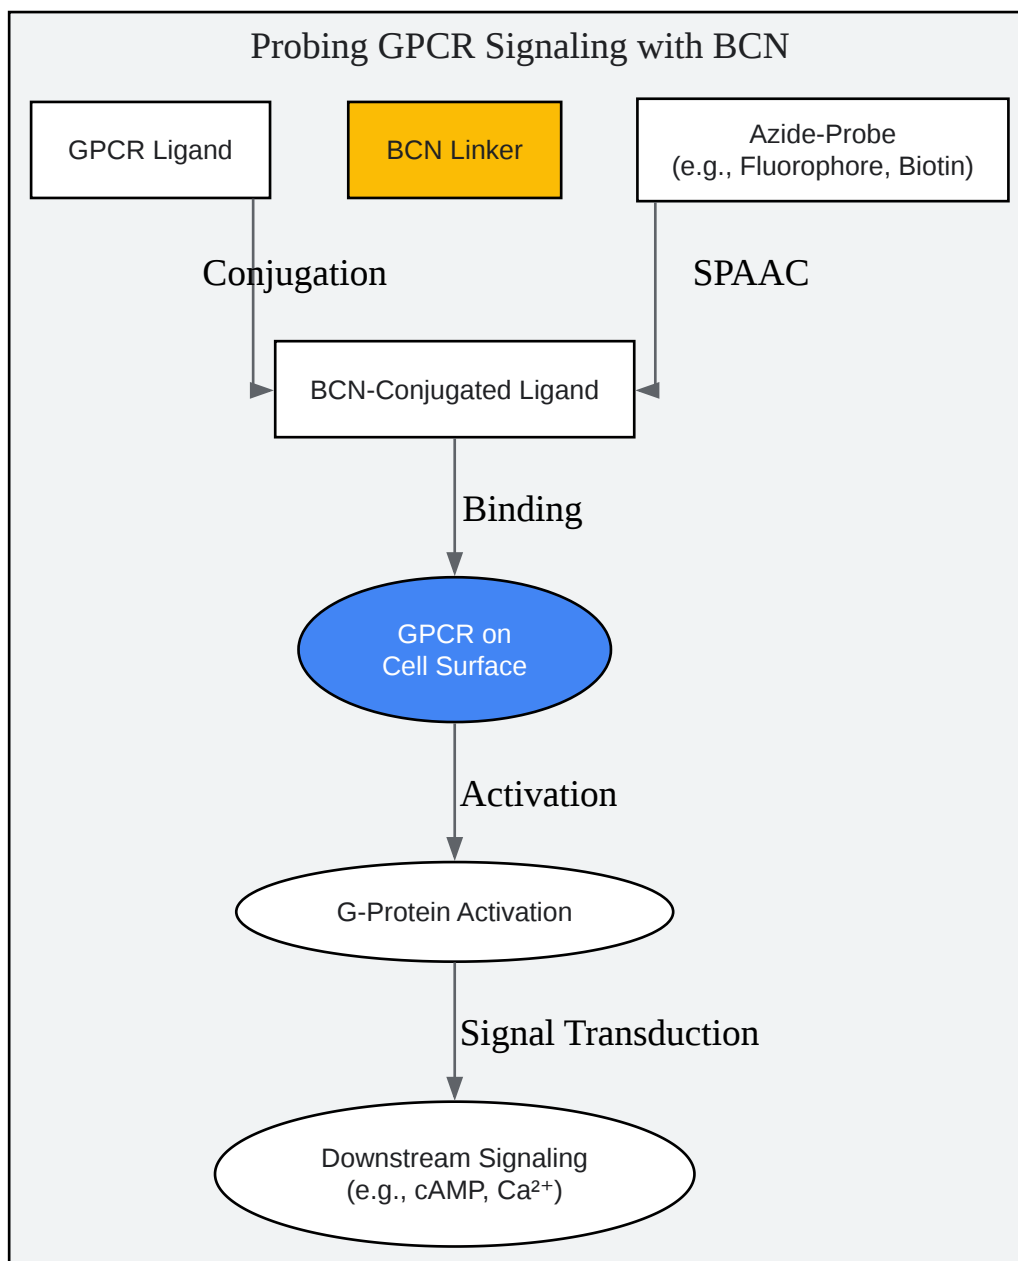 Probing GPCR Signaling with BCN
GPCR Ligand
BCN Linker
Azide-Probe
(e.g., Fluorophore, Biotin)
Conjugation
SPAAC
BCN-Conjugated Ligand
Binding
GPCR on
Cell Surface
Activation
G-Protein Activation
Signal Transduction
Downstream Signaling
(e.g., cAMP, Ca²⁺)